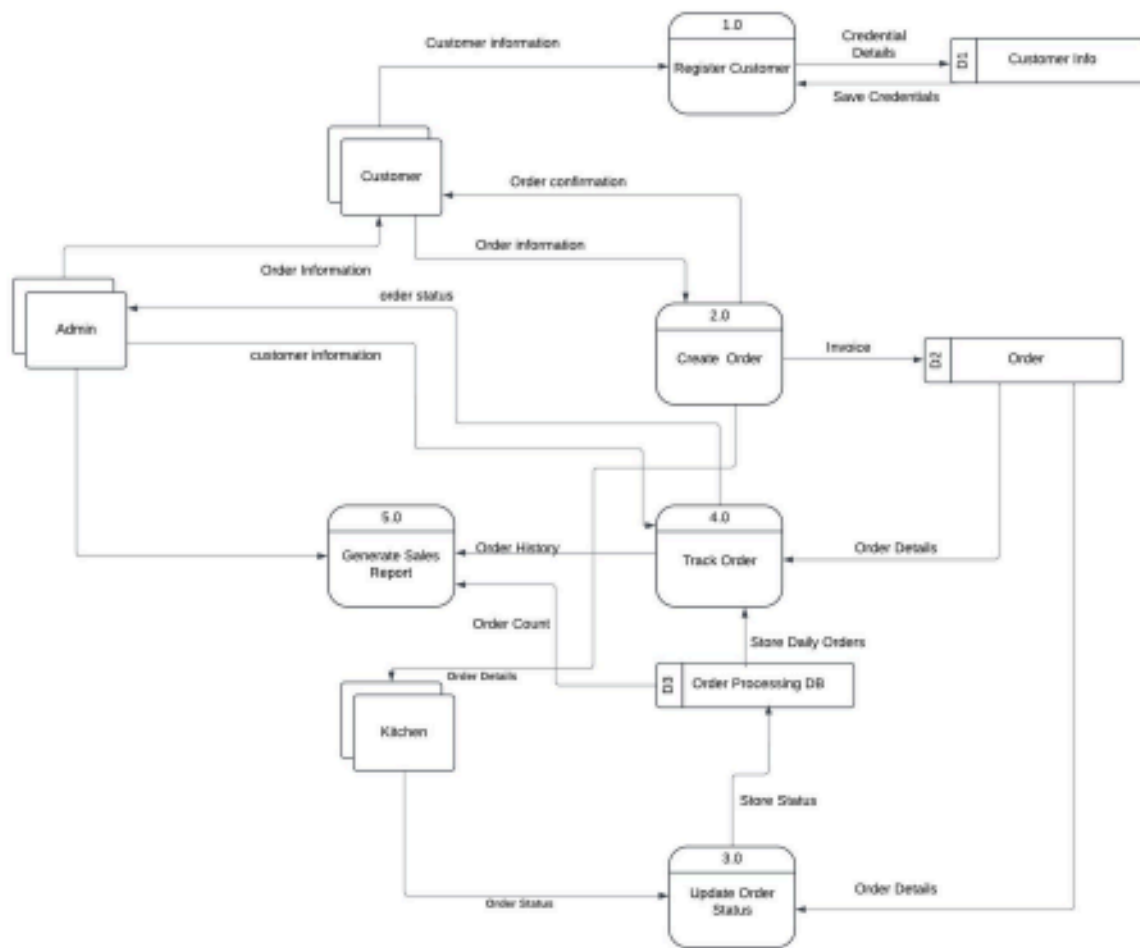 1.0
Customer information
Credential
Details
Register Customer
D1
Customer Info
Save Credentials
Customer
Order confirmation
Order information
Order Information
order status
Admin
customer information
2.0
Create Order
Invoice
D2
Order
5.0
4.0
Generate Sales
Report
Order History
Track Order
Order Details
Order Count
Store Daily Orders
Order Details
D3
Order Processing DB
Kitchen
Store Status
3.0
Update Order
Status
Order Details
Order Status